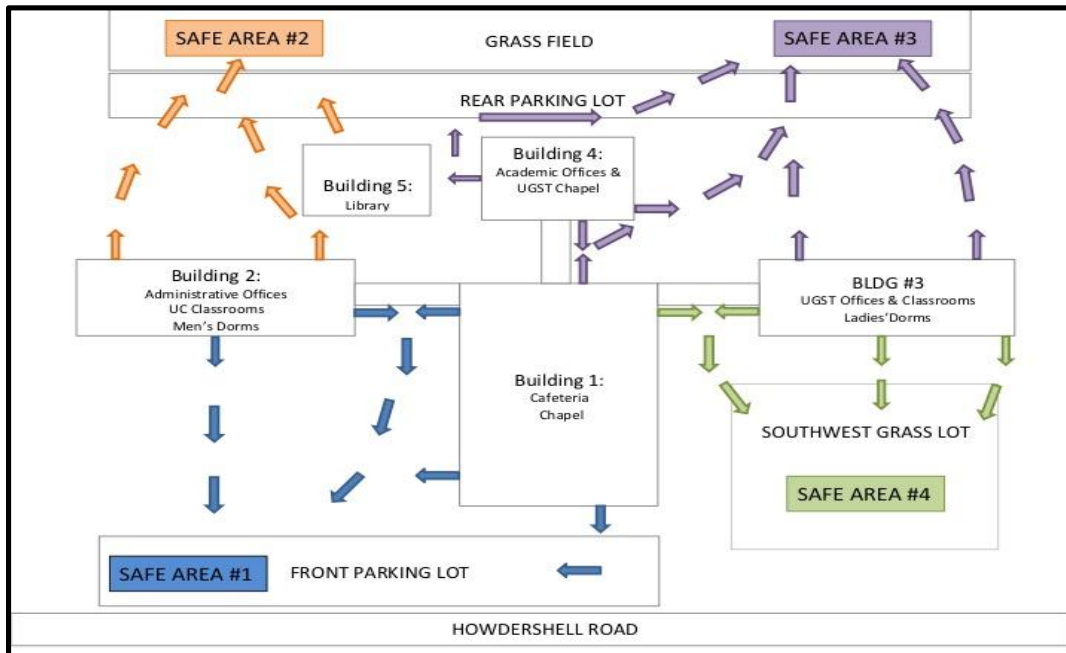 SAFE AREA #2
GRASS FIELD
SAFE AREA #3
REAR PARKING LOT
Building 4:
Academic Offices &
UGST Chapel
Building 5:
Library
Building 2:
Administrative Offices
UC Classrooms
Men's Dorms
BLDG #3
UGST Offices & Classrooms
Ladies'Dorms
Building 1:
Cafeteria
Chapel
SOUTHWEST GRASS LOT
SAFE AREA #4
SAFE AREA #1
FRONT PARKING LOT
HOWDERSHELL ROAD